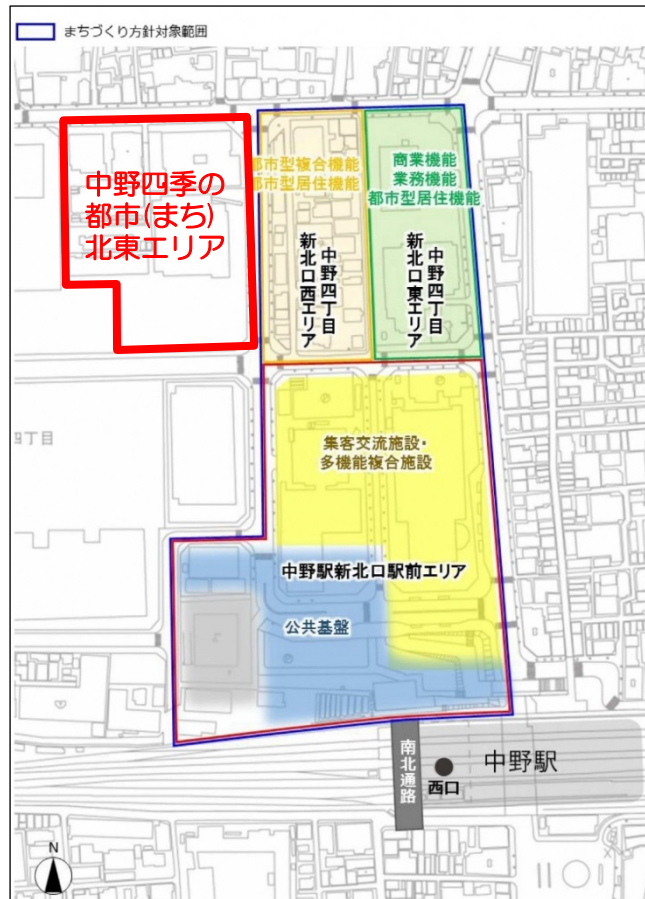 まちづくり方針対象範囲
中野四季の
都市(まち)
北東エリア
都市型複合機能
都市型居住機能
商業機能
業務機能
都市型居住機能
中野四丁目
新北口西エリア
中野四丁目
新北口東エリア
四丁目
集客交流施設・
多機能複合施設
中野駅新北口駅前エリア
公共基盤
南北通路
西口
中野駅
N